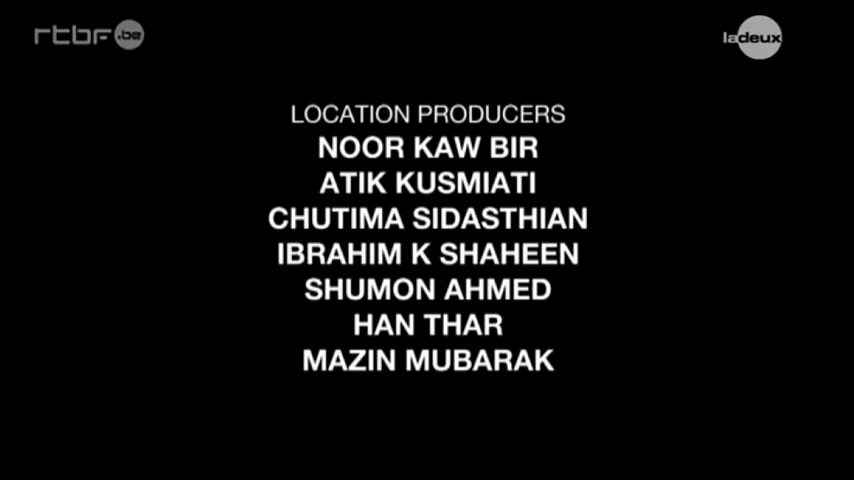 rtbf.be
ladeux
LOCATION PRODUCERS
NOOR KAW BIR
ATIK KUSMIATI
CHUTIMA SIDASTHIAN
IBRAHIM K SHAHEEN
SHUMON AHMED
HAN THAR
MAZIN MUBARAK